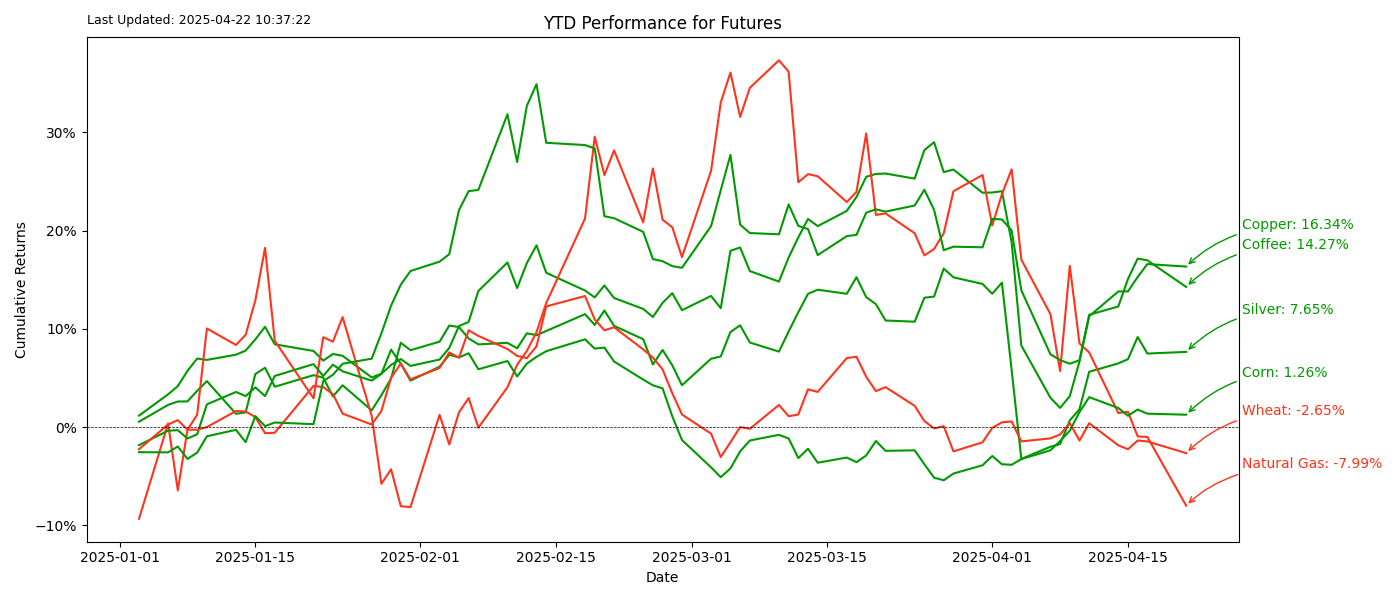 Last Updated: 2025-04-22 10:37:22
YTD Performance for Futures
Cumulative Returns
30%
20%
10%
0%
−10%
2025-01-01
2025-01-15
2025-02-01
2025-02-15
2025-03-01
2025-03-15
2025-04-01
2025-04-15
Date
Copper: 16.34%
Coffee: 14.27%
Silver: 7.65%
Corn: 1.26%
Wheat: -2.65%
Natural Gas: -7.99%